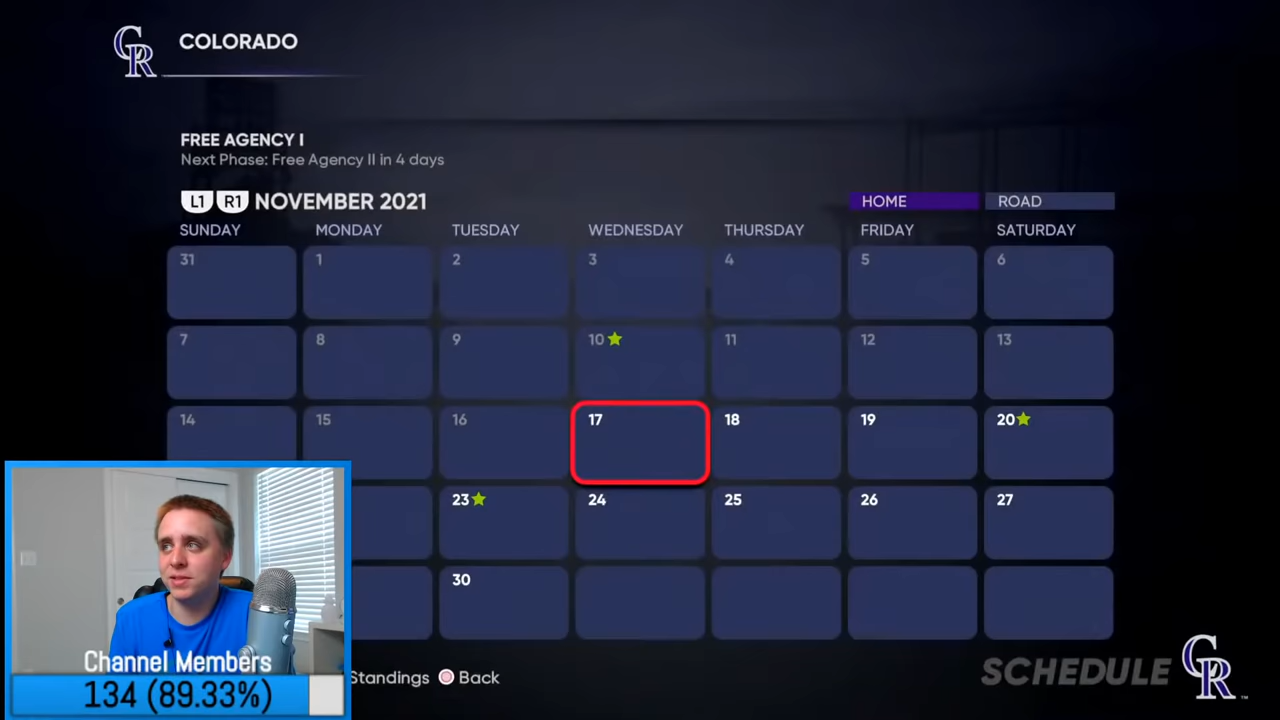 COLORADO
FREE AGENCY I
Next Phase: Free Agency II in 4 days
L1 R1 NOVEMBER 2021
HOME ROAD
SUNDAY MONDAY TUESDAY WEDNESDAY THURSDAY FRIDAY SATURDAY
31 1 2 3 4 5 6
7 8 9 10 11 12 13
14 15 16 17 18 19 20
23 24 25 26 27
30
Channel Members
134 (89.33%)
Standings Back
SCHEDULE CR
CR